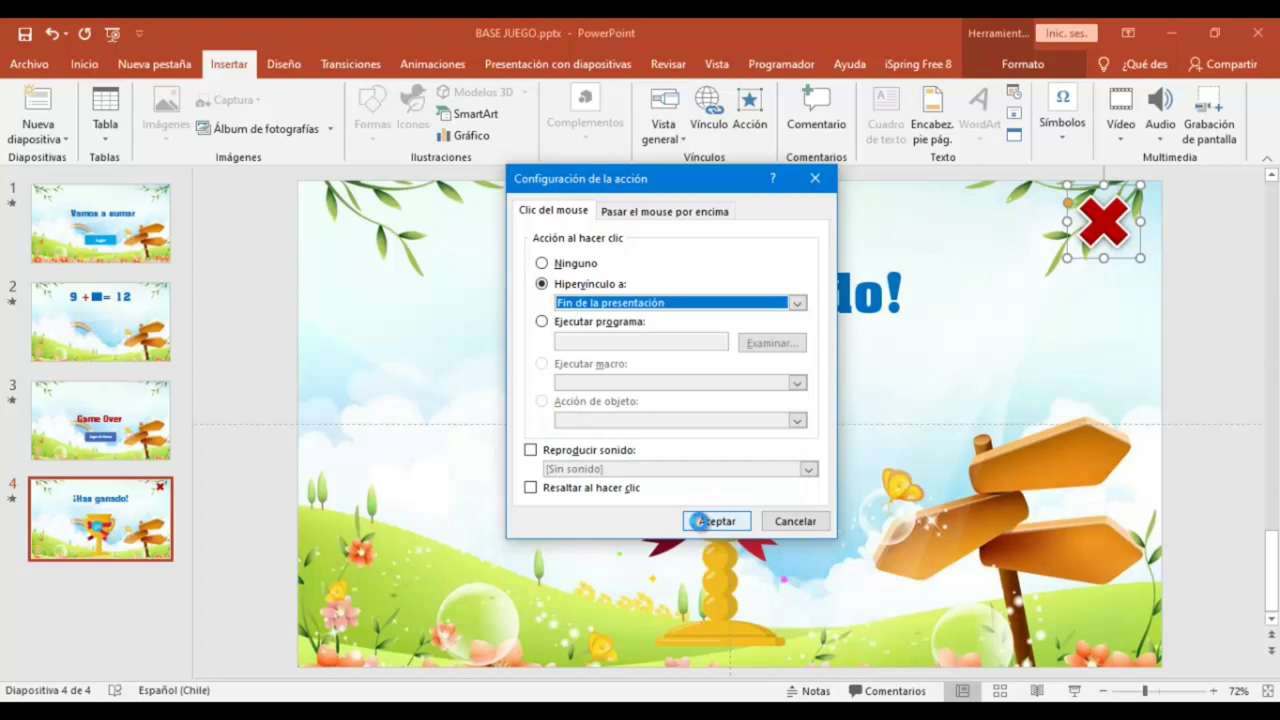 BASE JUEGO.pptx - PowerPoint
Herramient...
Inic. ses.
Archivo
Inicio
Nueva pestaña
Insertar
Diseño
Transiciones
Animaciones
Presentación con diapositivas
Revisar
Vista
Programador
Ayuda
iSpring Free 8
Formato
¿Qué des
Compartir
Nueva
diapositiva
Tabla
Imágenes
Captura
Álbum de fotografías
Formas
Iconos
Modelos 3D
SmartArt
Gráfico
Complementos
Vista
general
Vínculo
Acción
Comentario
Cuadro
de texto
Encabez.
pie pág.
WordArt
Símbolos
Vídeo
Audio
Grabación
de pantalla
Diapositivas
Tablas
Imágenes
Ilustraciones
Vínculos
Comentarios
Texto
Multimedia
1
Vamos a sumar
2
9 + = 12
3
Game Over
4
¡Has ganado!
do!
Configuración de la acción
?
Clic del mouse
Pasar el mouse por encima
Acción al hacer clic
Ninguno
Hipervínculo a:
Fin de la presentación
Ejecutar programa:
Examinar...
Ejecutar macro:
Acción de objeto:
Reproducir sonido:
[Sin sonido]
Resaltar al hacer clic
Aceptar
Cancelar
Diapositiva 4 de 4
Español (Chile)
Notas
Comentarios
72%